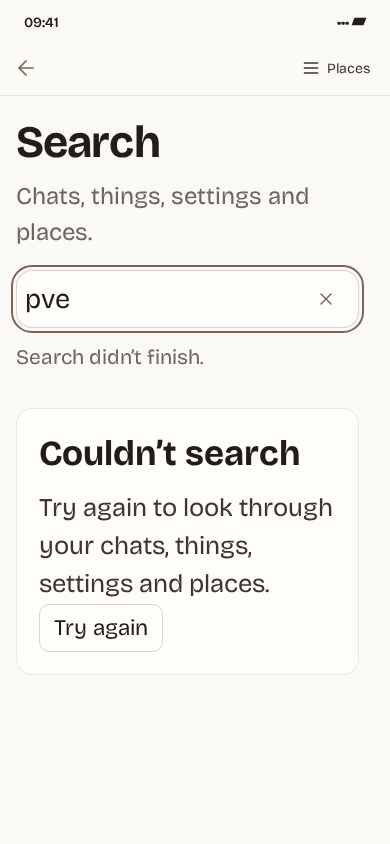 09:41
Places
Search
Chats, things, settings and
places.
pve
Search didn't finish.
Couldn't search
Try again to look through
your chats, things,
settings and places.
Try again